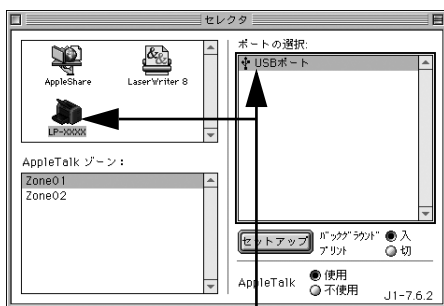 セレクタ
AppleShare
LaserWriter 8
LP-XXXX
AppleTalk ゾーン：
Zone01
Zone02
ポートの選択:
USBポート
セットアップ
バックグラウンド
プリント
入
切
AppleTalk
使用
不使用
J1-7.6.2